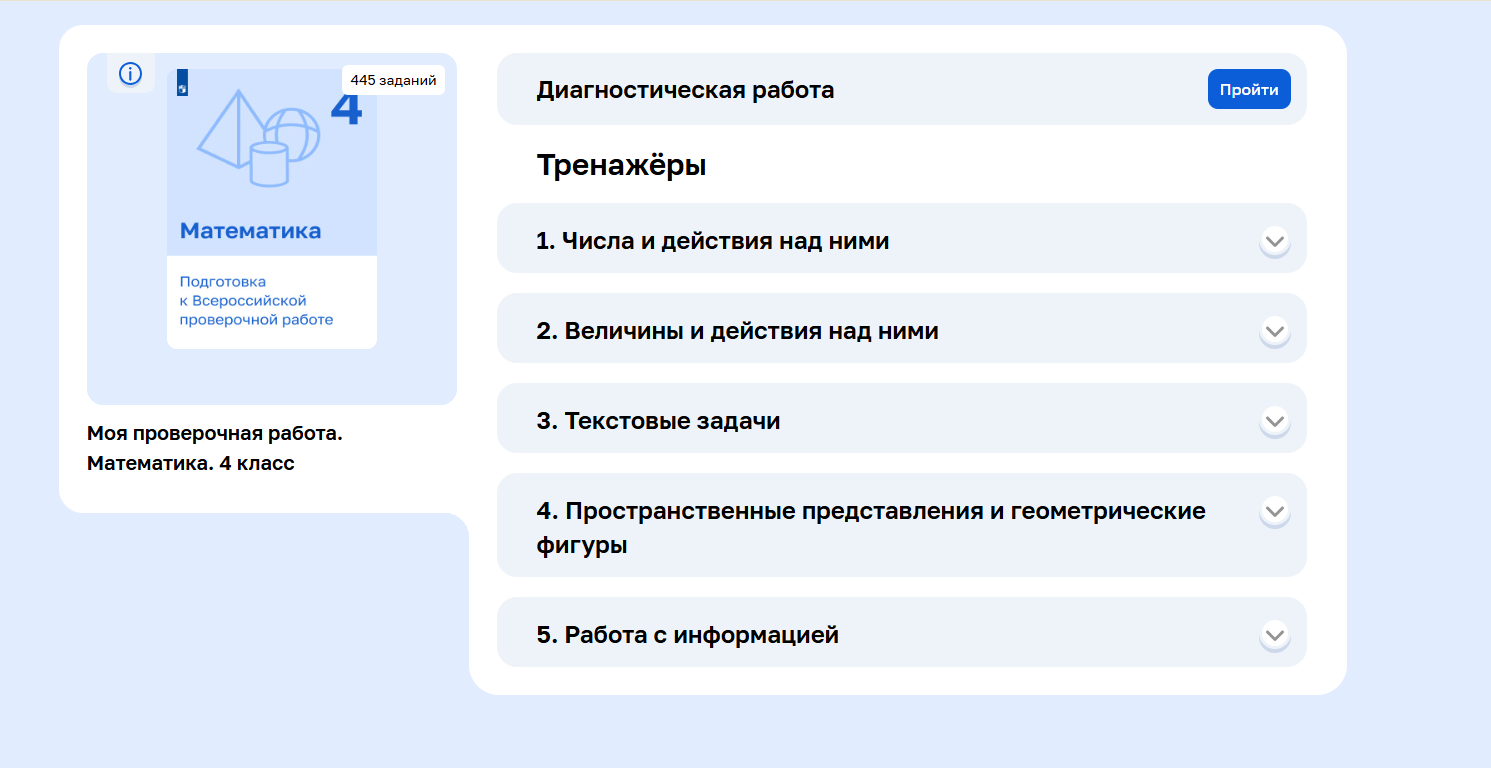 445 заданий
4
Математика
Подготовка
к Всероссийской
проверочной работе
Моя проверочная работа.
Математика. 4 класс
Диагностическая работа
Пройти
Тренажёры
1. Числа и действия над ними
2. Величины и действия над ними
3. Текстовые задачи
4. Пространственные представления и геометрические
фигуры
5. Работа с информацией